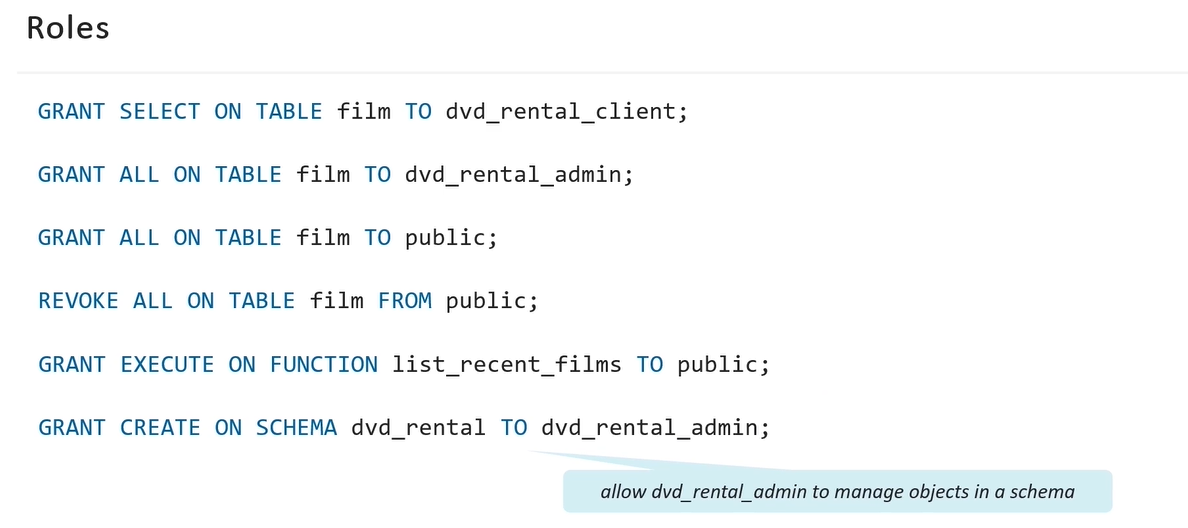 Roles
GRANT SELECT ON TABLE film TO dvd_rental_client;
GRANT ALL ON TABLE film TO dvd_rental_admin;
GRANT ALL ON TABLE film TO public;
REVOKE ALL ON TABLE film FROM public;
GRANT EXECUTE ON FUNCTION list_recent_films TO public;
GRANT CREATE ON SCHEMA dvd_rental TO dvd_rental_admin;
allow dvd_rental_admin to manage objects in a schema